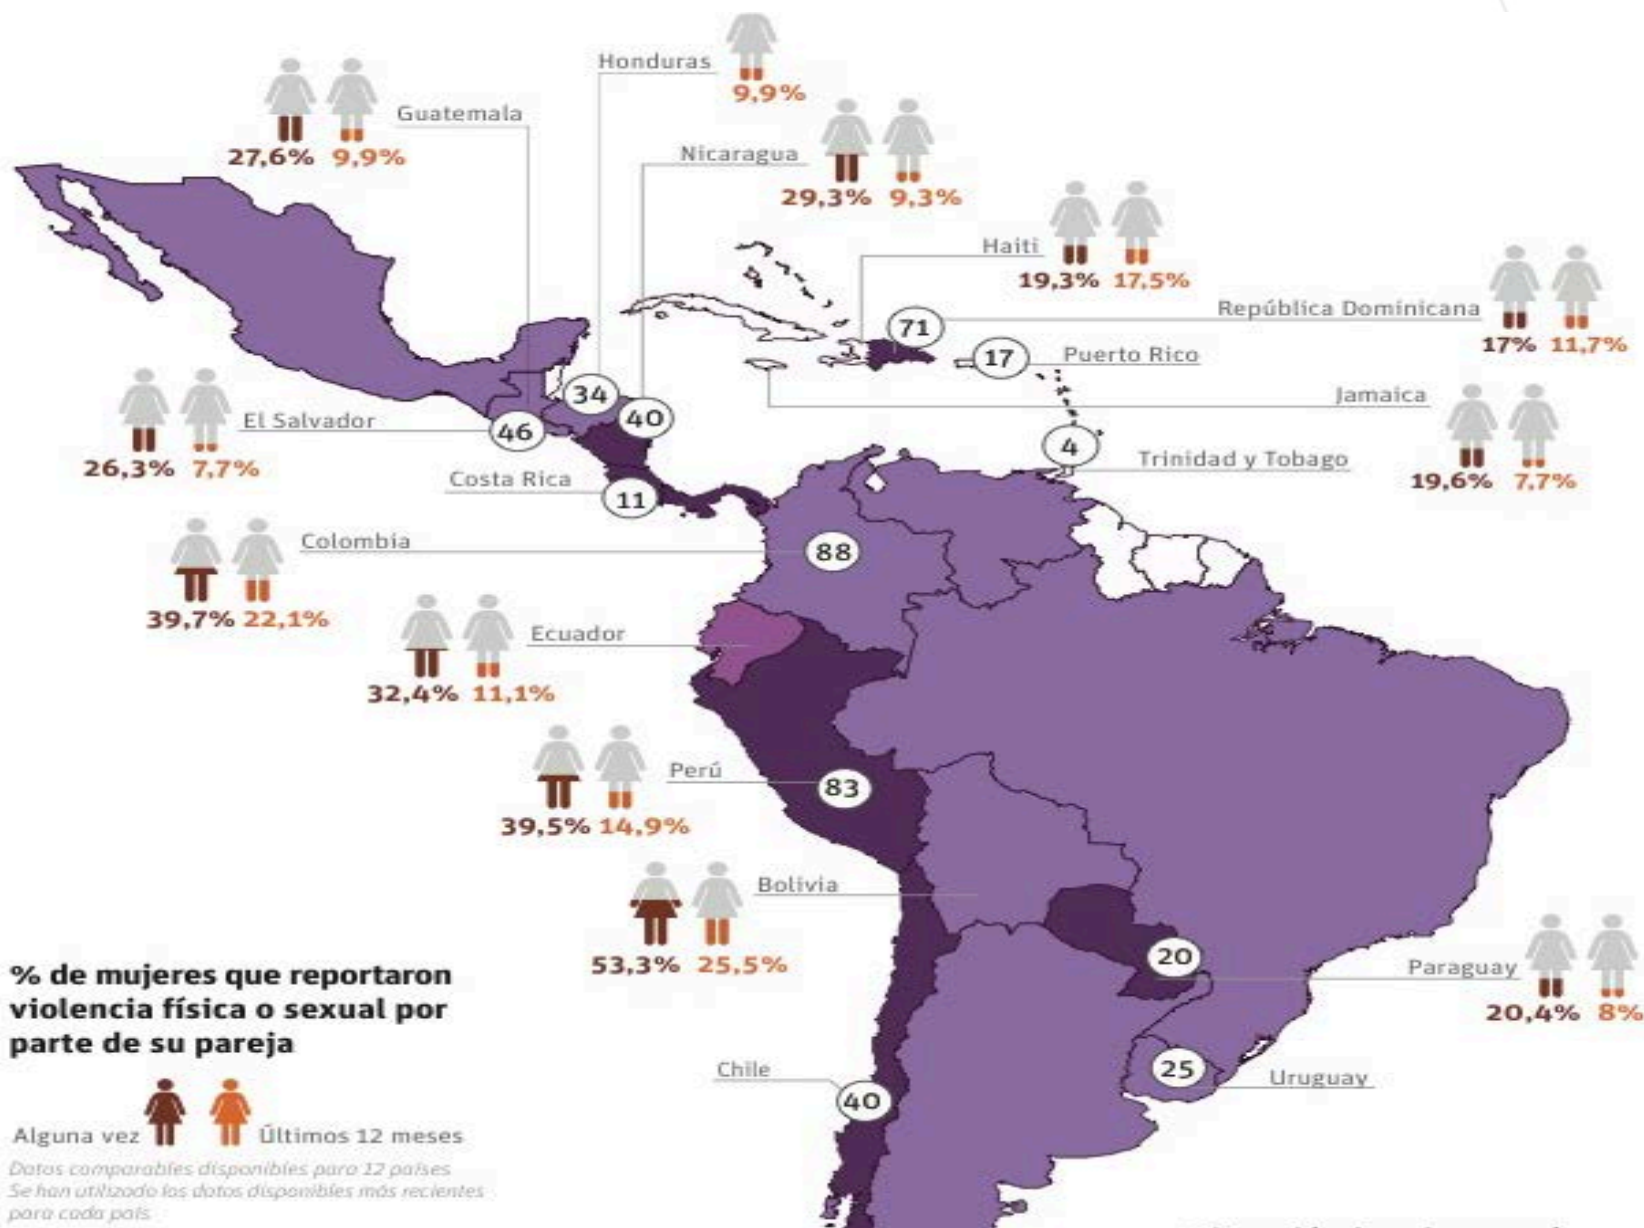 Honduras
9,9%
Guatemala
27,6% 9,9%
Nicaragua
29,3% 9,3%
Haiti
19,3% 17,5%
República Dominicana
17% 11,7%
71
17
Puerto Rico
Jamaica
19,6% 7,7%
34
40
46
El Salvador
26,3% 7,7%
4
Trinidad y Tobago
Costa Rica
11
Colombia
88
39,7% 22,1%
Ecuador
32,4% 11,1%
Perú
83
39,5% 14,9%
Bolivia
53,3% 25,5%
20
Paraguay
20,4% 8%
Chile
40
25
Uruguay
% de mujeres que reportaron
violencia física o sexual por
parte de su pareja
Alguna vez
Últimos 12 meses
Datos comparables disponibles para 12 países
Se han utilizado los datos disponibles más recientes
para cada país